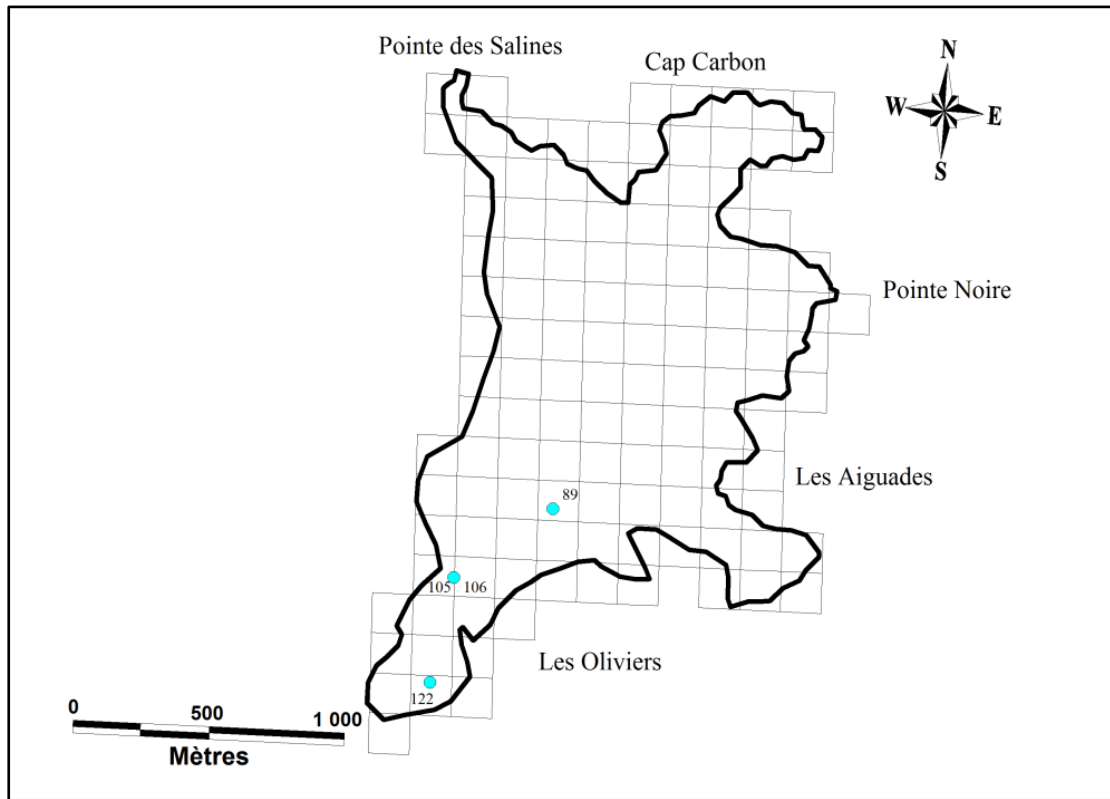 Pointe des Salines
Cap Carbon
N
W
E
S
Pointe Noire
Les Aiguades
89
105
106
Les Oliviers
122
0
500
1 000
Mètres